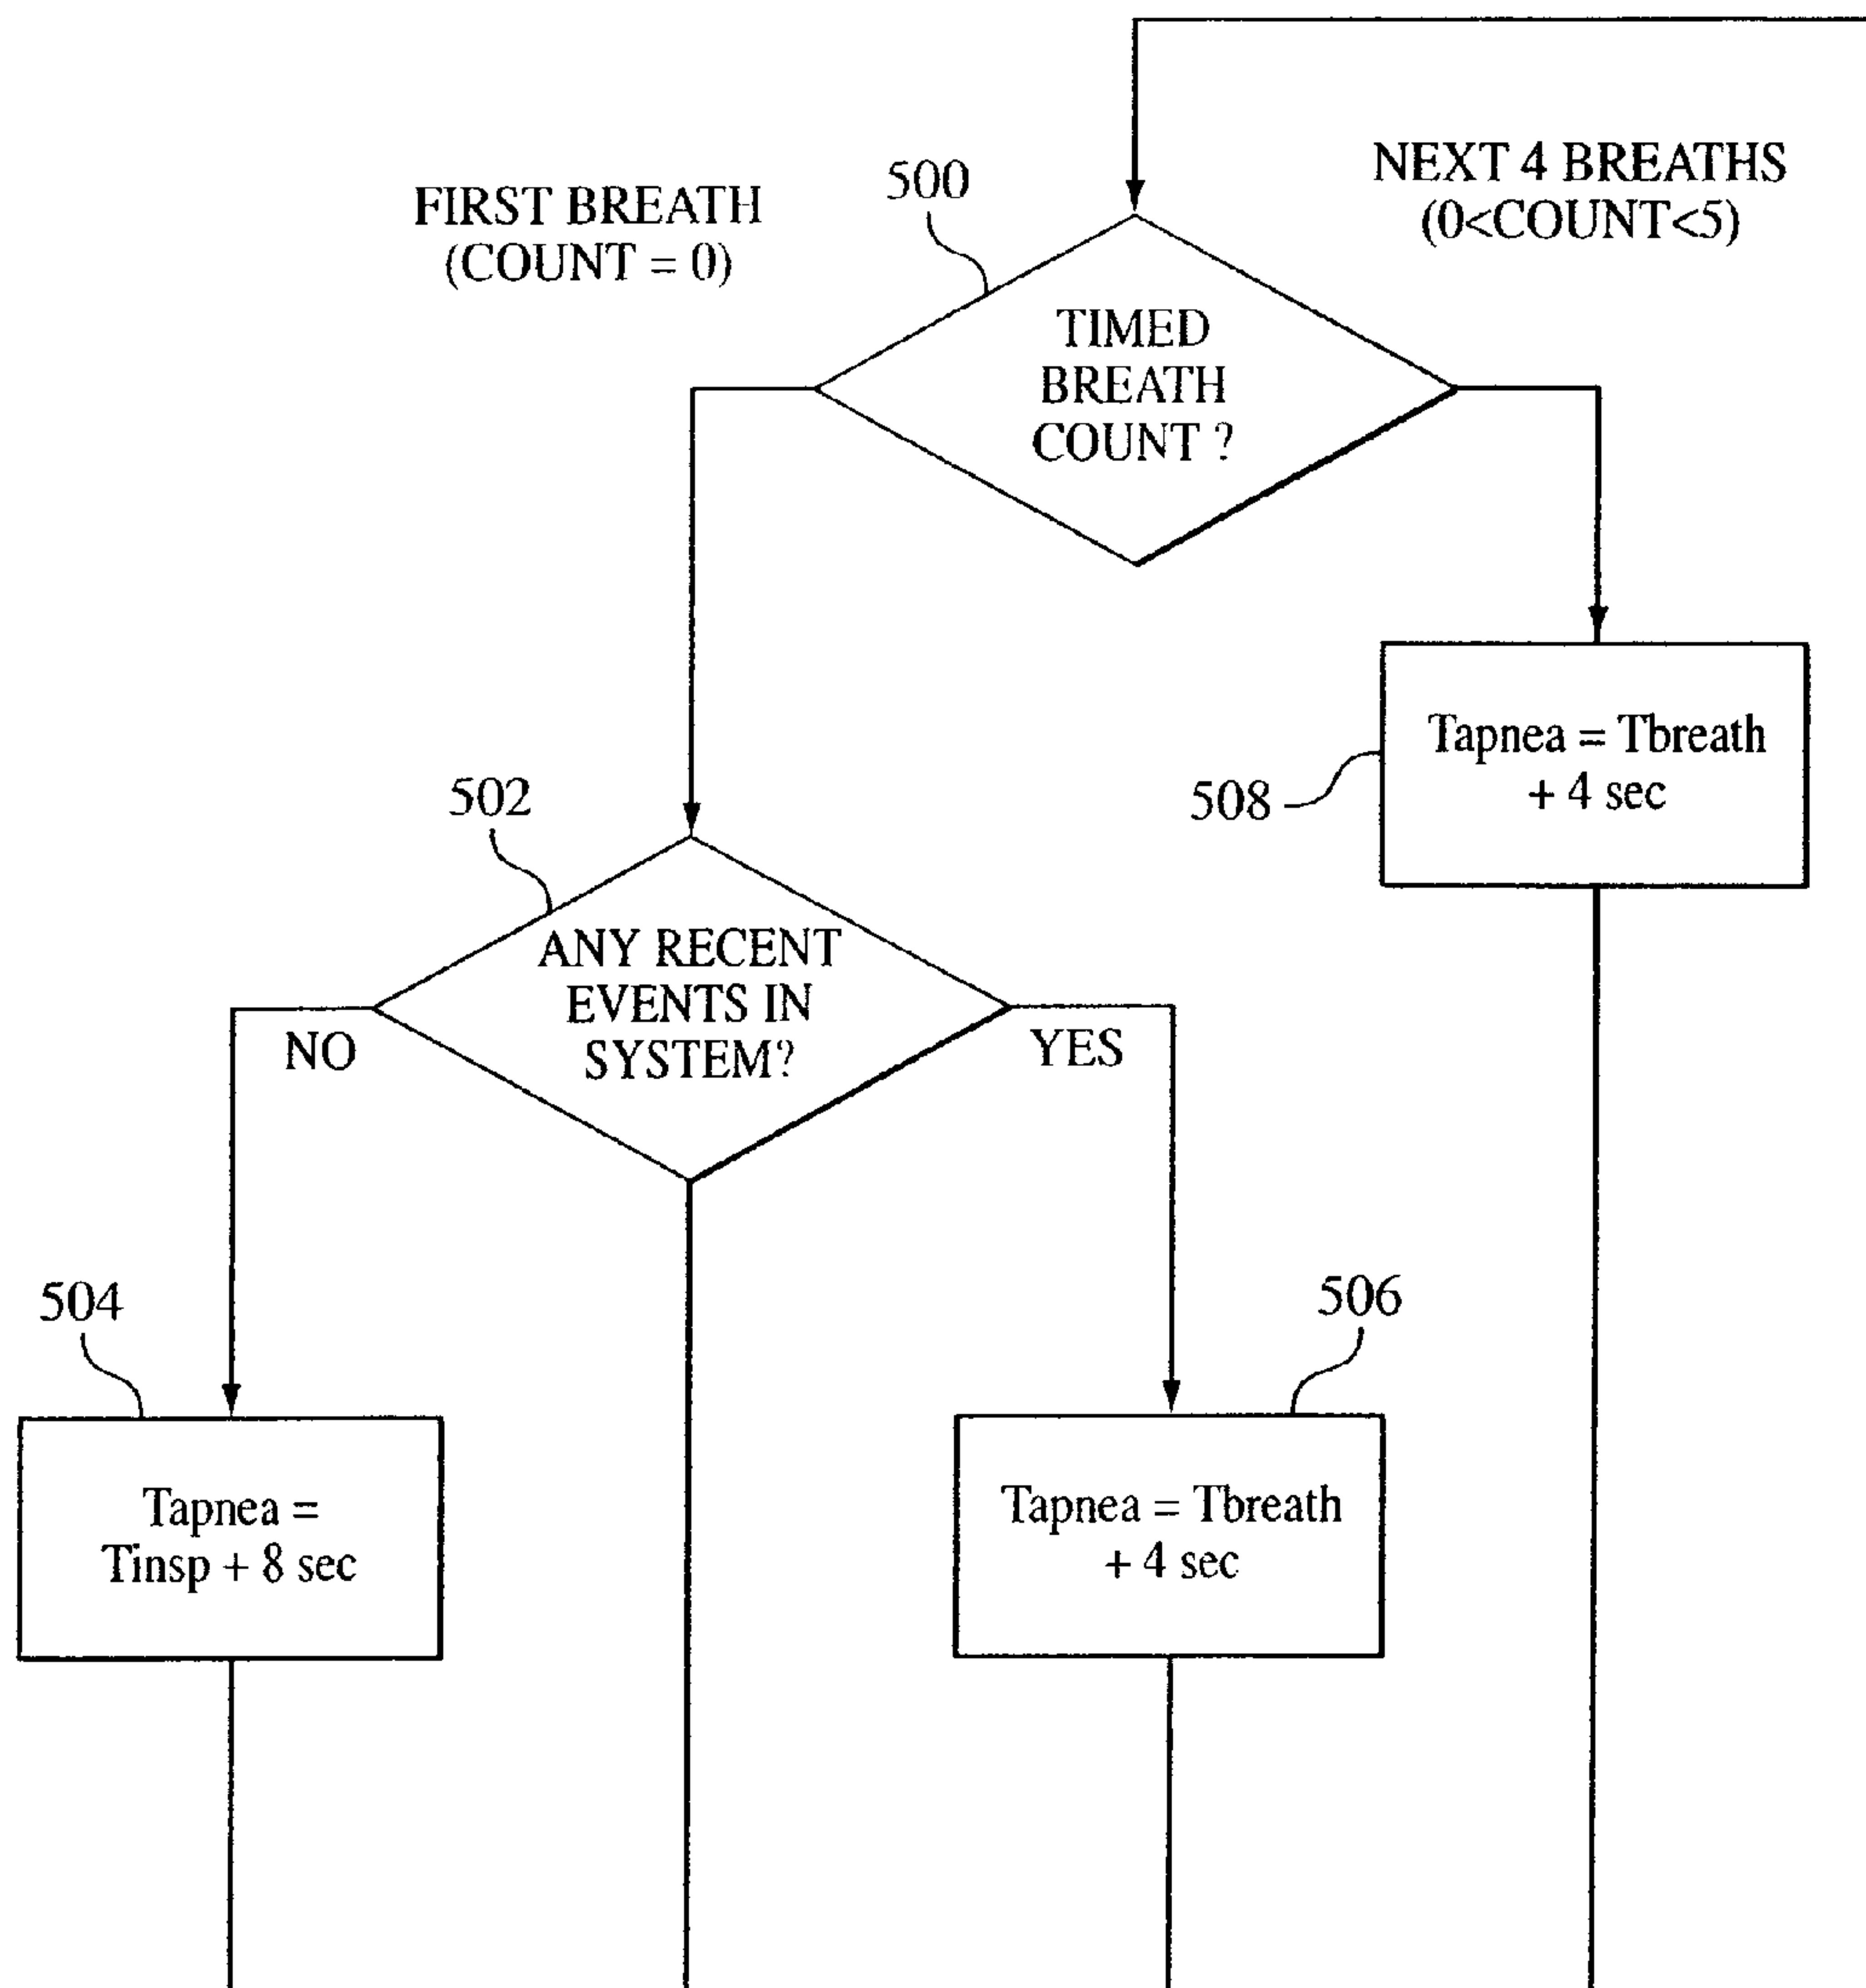 NEXT 4 BREATHS
(0<COUNT<5)
500
FIRST BREATH
(COUNT = 0)
TIMED
BREATH
COUNT ?
Tapnea = Tbreath
+ 4 sec
508
502
ANY RECENT
EVENTS IN
SYSTEM?
NO
YES
504
506
Tapnea =
Tinsp + 8 sec
Tapnea = Tbreath
+ 4 sec